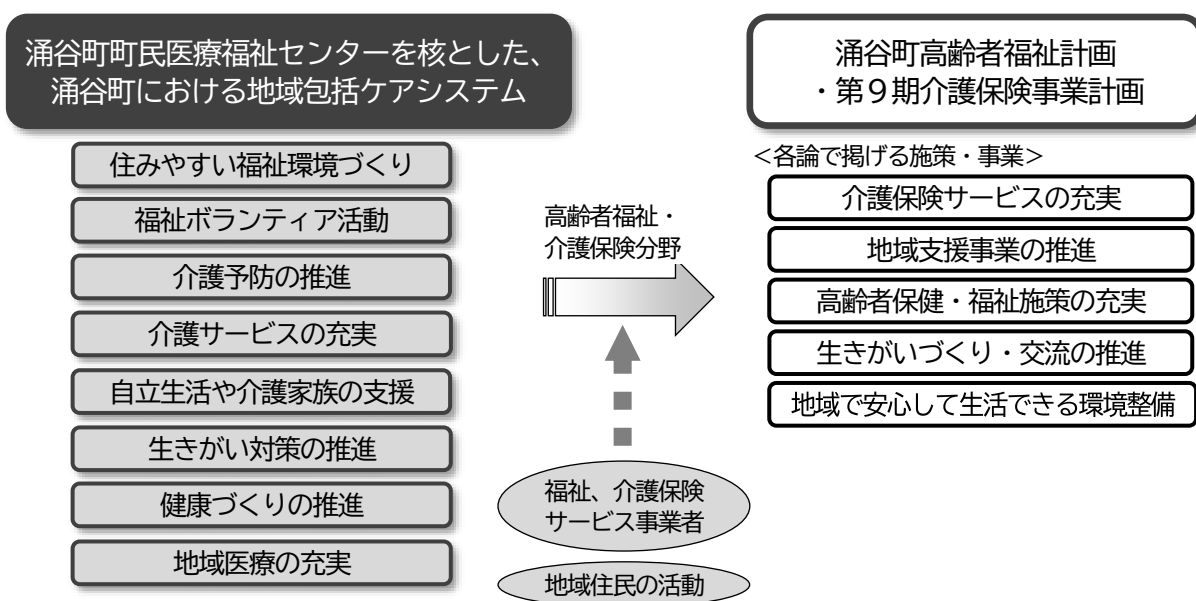 涌谷町町民医療福祉センターを核とした、
涌谷町における地域包括ケアシステム
住みやすい福祉環境づくり
福祉ボランティア活動
介護予防の推進
介護サービスの充実
自立生活や介護家族の支援
生きがい対策の推進
健康づくりの推進
地域医療の充実
高齢者福祉・
介護保険分野
福祉、介護保険
サービス事業者
地域住民の活動
涌谷町高齢者福祉計画
・第９期介護保険事業計画
＜各論で掲げる施策・事業＞
介護保険サービスの充実
地域支援事業の推進
高齢者保健・福祉施策の充実
生きがいづくり・交流の推進
地域で安心して生活できる環境整備